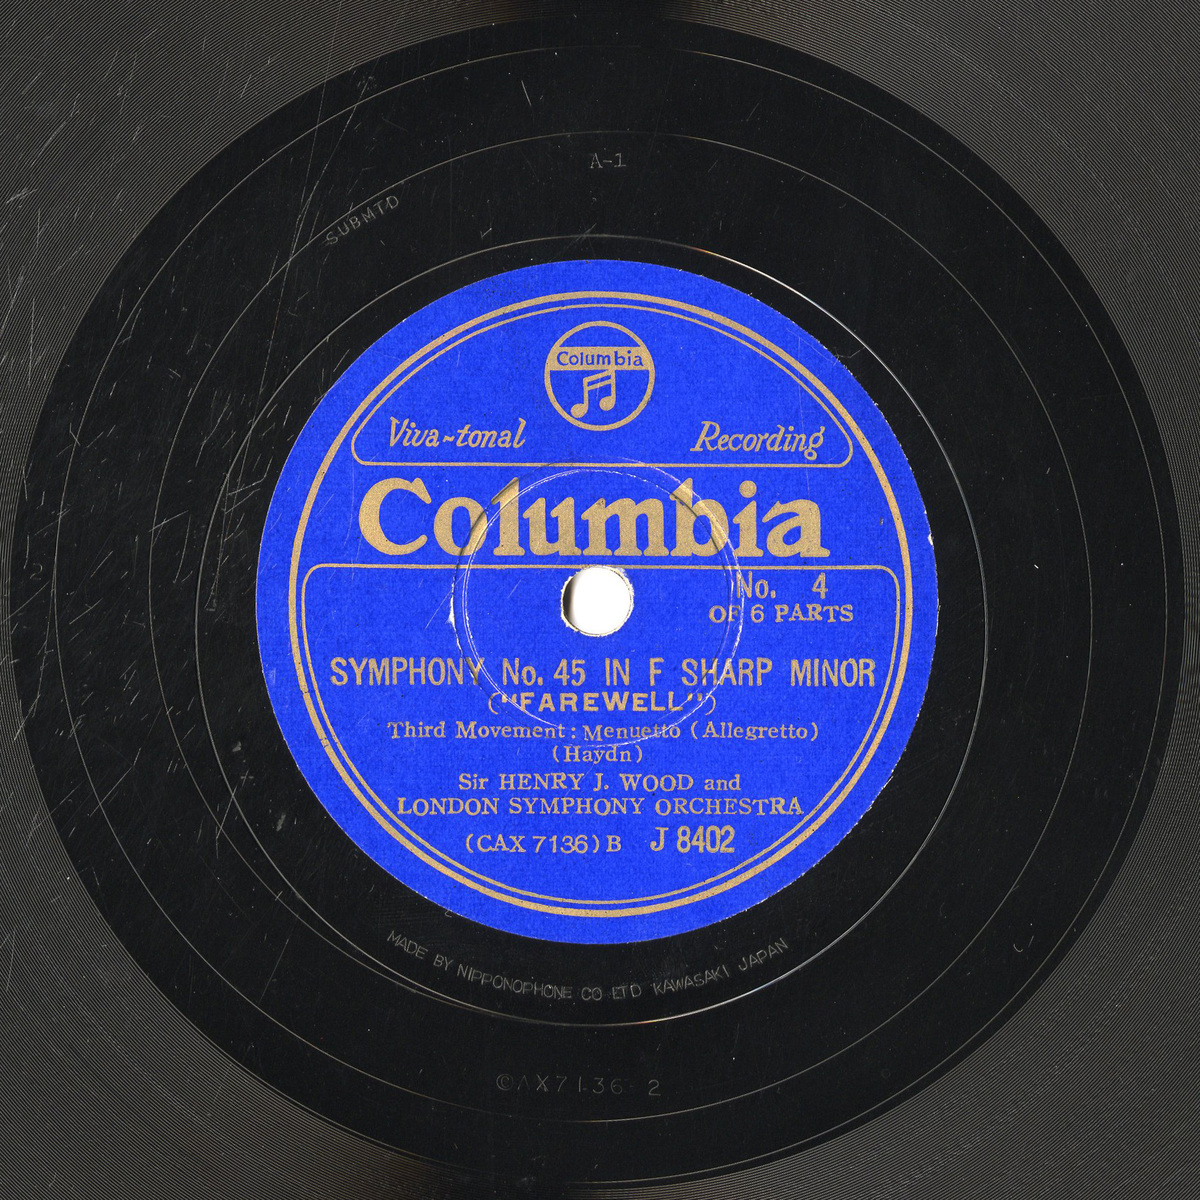 A-1
SUBMTD
Columbia
Viva~tonal Recording
Columbia
No. 4
OF 6 PARTS
SYMPHONY No. 45 IN F SHARP MINOR
("FAREWELL")
Third Movement: Menuetto (Allegretto)
(Haydn)
Sir HENRY J. WOOD and
LONDON SYMPHONY ORCHESTRA
(CAX 7136) B J 8402
MADE BY NIPPONOPHONE CO LTD KAWASAKI JAPAN
CAX7136 2